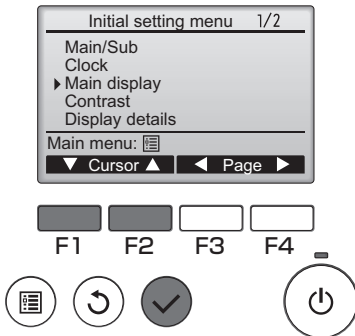 Initial setting menu 1/2
Main/Sub
Clock
Main display
Contrast
Display details
Main menu:
Cursor Page
F1 F2 F3 F4